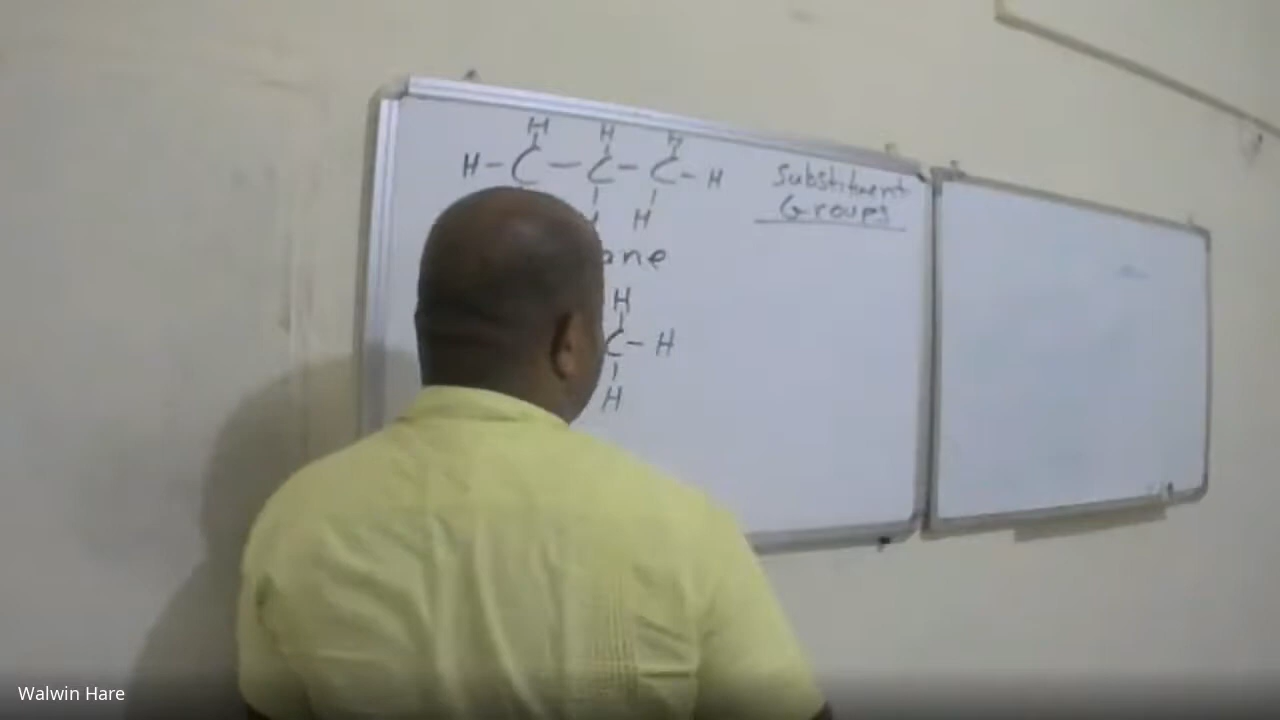 H H H
H - C - C - C - H
H H
ane
H
C - H
H
Substituent
Groups
Walwin Hare